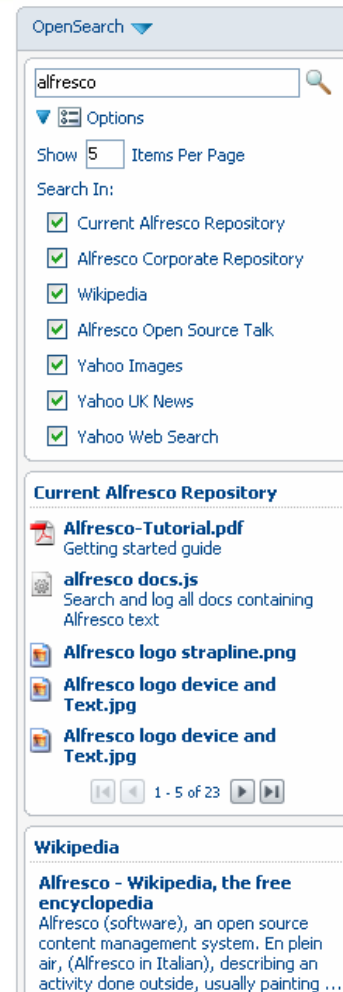 OpenSearch
alfresco
Options
Show 5 Items Per Page
Search In:
Current Alfresco Repository
Alfresco Corporate Repository
Wikipedia
Alfresco Open Source Talk
Yahoo Images
Yahoo UK News
Yahoo Web Search
Current Alfresco Repository
Alfresco-Tutorial.pdf
Getting started guide
alfresco docs.js
Search and log all docs containing
Alfresco text
Alfresco logo strapline.png
Alfresco logo device and
Text.jpg
Alfresco logo device and
Text.jpg
1 - 5 of 23
Wikipedia
Alfresco - Wikipedia, the free
encyclopedia
Alfresco (software), an open source
content management system. En plein
air, (Alfresco in Italian), describing an
activity done outside, usually painting ...